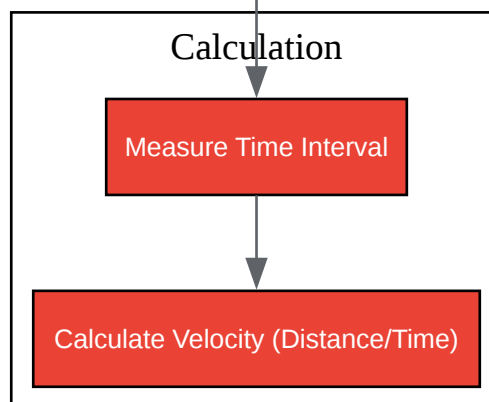 Calculation
Measure Time Interval
Calculate Velocity (Distance/Time)